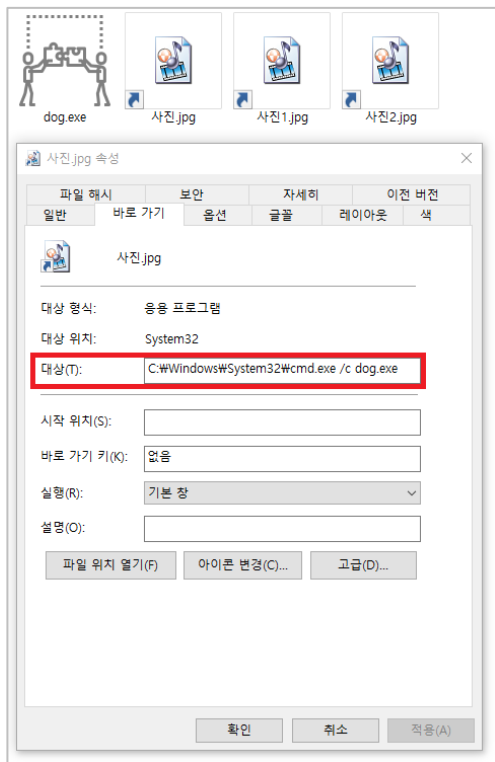 dog.exe 사진.jpg 사진1.jpg 사진2.jpg
사진.jpg 속성
파일 해시 보안 자세히 이전 버전
일반 바로 가기 옵션 글꼴 레이아웃 색
사진.jpg
대상 형식: 응용 프로그램
대상 위치: System32
대상(T): C:₩Windows₩System32₩cmd.exe /c dog.exe
시작 위치(S):
바로 가기 키(K): 없음
실행(R): 기본 창
설명(O):
파일 위치 열기(F) 아이콘 변경(C)... 고급(D)...
확인 취소 적용(A)